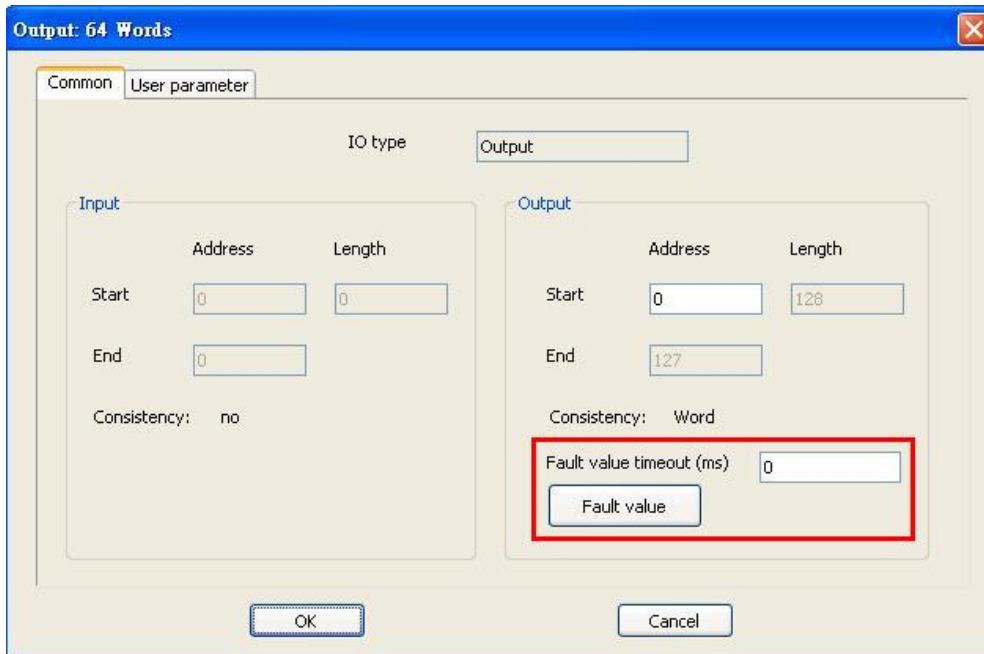 Output: 64 Words
Common User parameter
IO type Output
Input
Address Length
Start 0 0
End 0
Consistency: no
Output
Address Length
Start 0 128
End 127
Consistency: Word
Fault value timeout (ms) 0
Fault value
OK Cancel